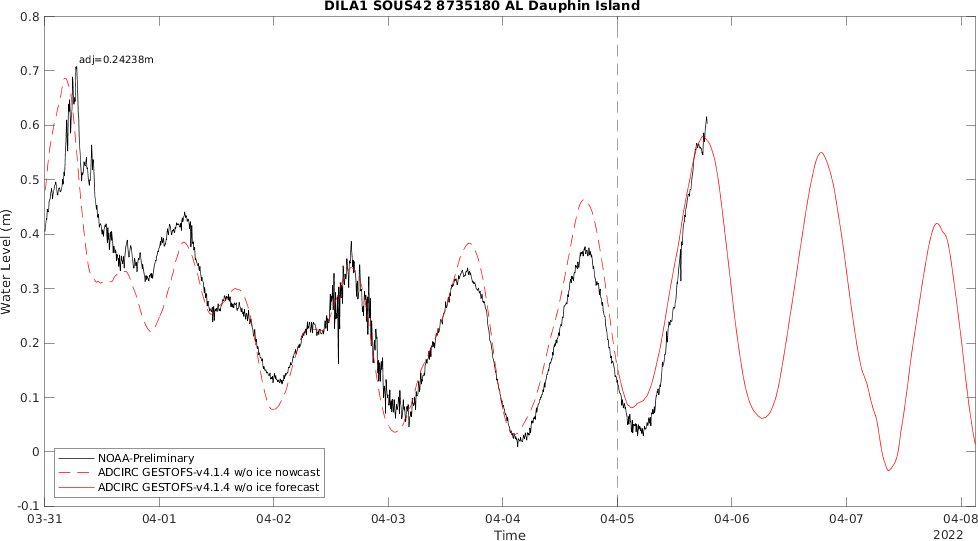 DILA1 SOUS42 8735180 AL Dauphin Island
adj=0.24238m
Water Level (m)
0.8
0.7
0.6
0.5
0.4
0.3
0.2
0.1
0
-0.1
NOAA-Preliminary
ADCIRC GESTOFS-v4.1.4 w/o ice nowcast
ADCIRC GESTOFS-v4.1.4 w/o ice forecast
03-31 04-01 04-02 04-03 04-04 04-05 04-06 04-07 04-08
Time
2022